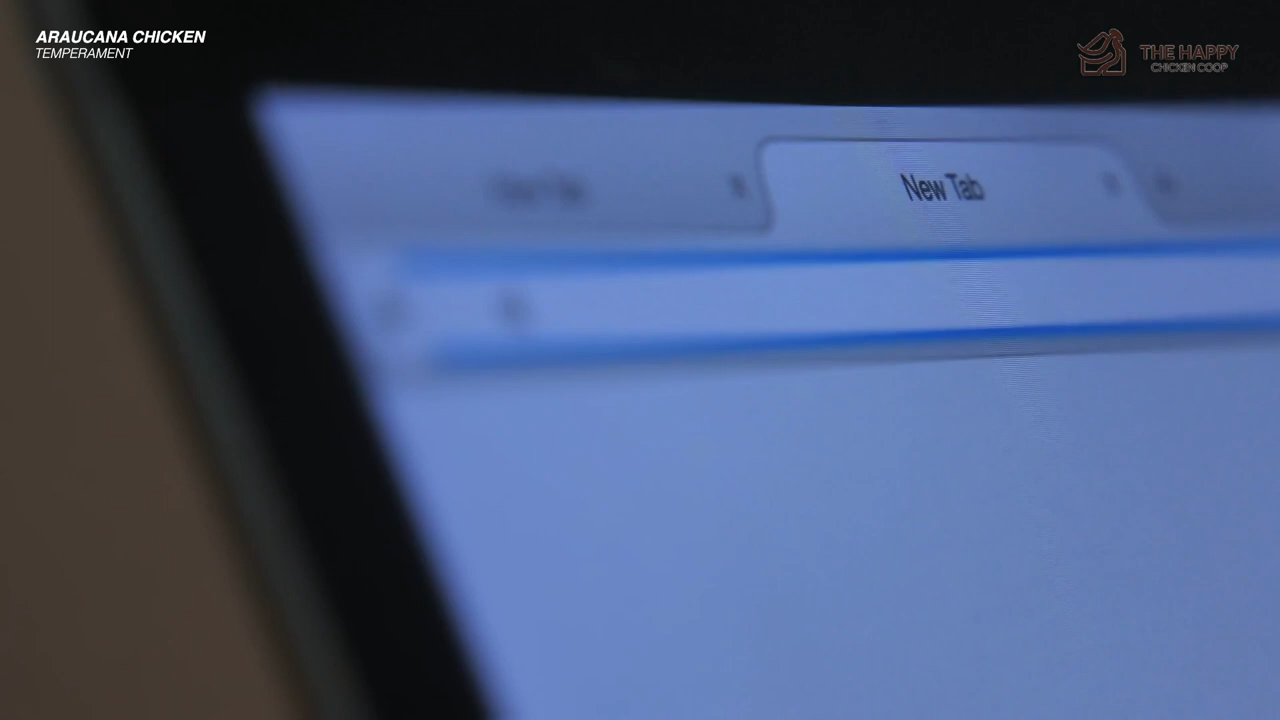 ARAUCANA CHICKEN
TEMPERAMENT
THE HAPPY
CHICKEN COOP
New Tab